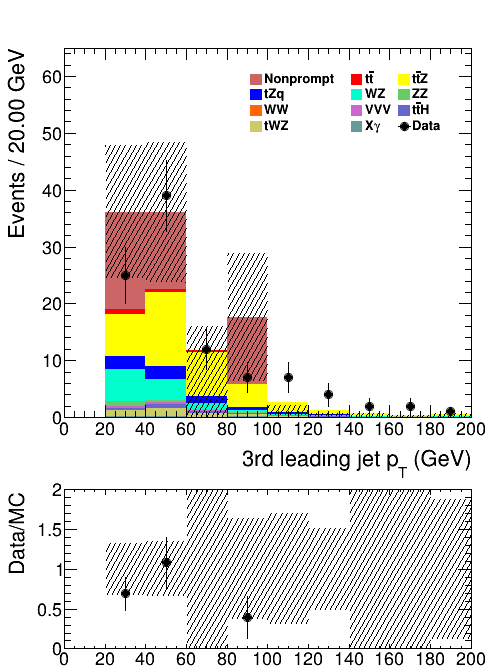 Events / 20.00 GeV
60
50
40
30
20
10
0
Nonprompt tt̄ tt̄Z
tZq WZ ZZ
WW VVV tt̄H
tWZ Xγ Data
0 20 40 60 80 100 120 140 160 180 200
3rd leading jet p_T (GeV)
Data/MC
2
1.5
1
0.5
0
0 20 40 60 80 100 120 140 160 180 200